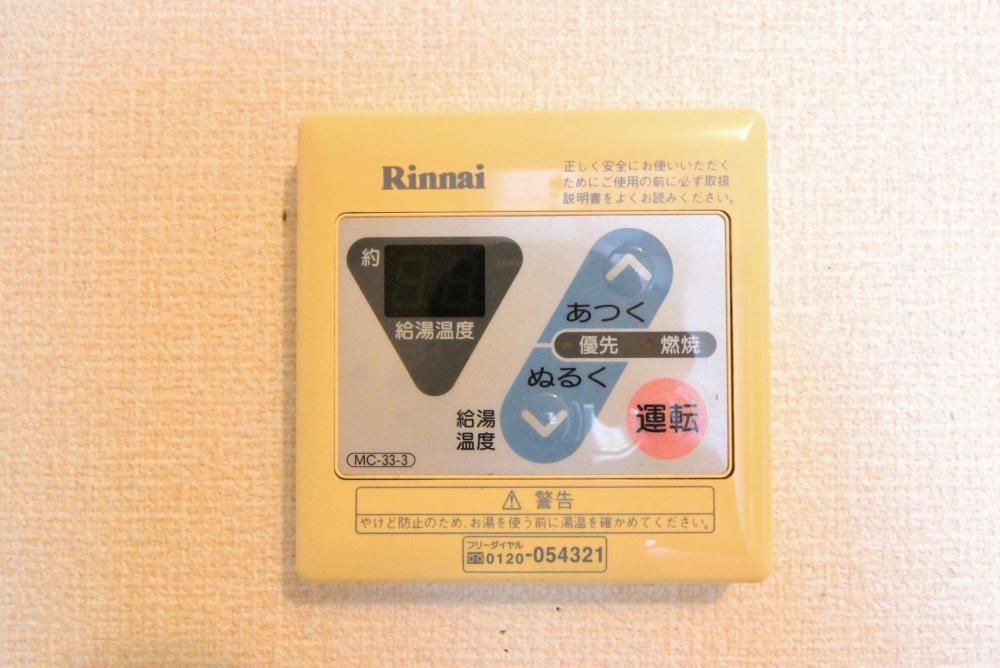 Rinnai
正しく安全にお使いいただく
ためにご使用の前に必ず取扱
説明書をよくお読みください。
約
給湯温度
あつく
優先 燃焼
ぬるく
給湯
温度
運転
MC-33-3
⚠ 警告
やけど防止のため、お湯を使う前に湯温を確かめてください。
フリーダイヤル
0120-054321